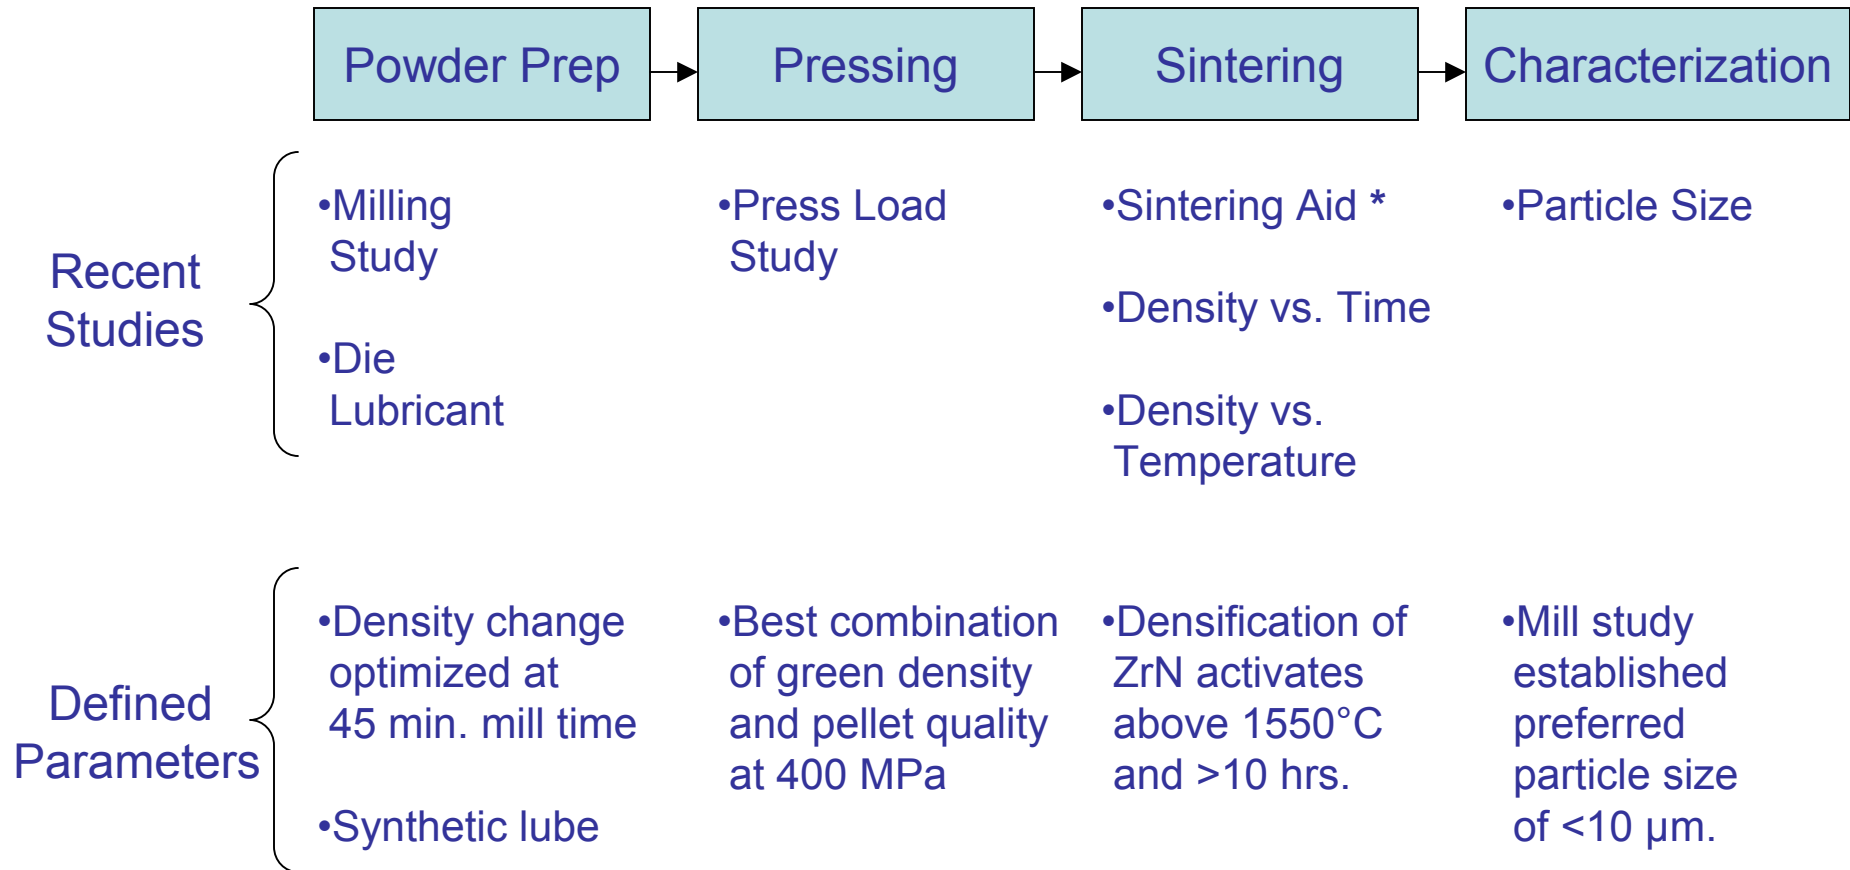 Powder Prep
Pressing
Sintering
Characterization
Recent
Studies
•Milling
Study
•Die
Lubricant
•Press Load
Study
•Sintering Aid *
•Density vs. Time
•Density vs.
Temperature
•Particle Size
Defined
Parameters
•Density change
optimized at
45 min. mill time
•Synthetic lube
•Best combination
of green density
and pellet quality
at 400 MPa
•Densification of
ZrN activates
above 1550°C
and >10 hrs.
•Mill study
established
preferred
particle size
of <10 µm.